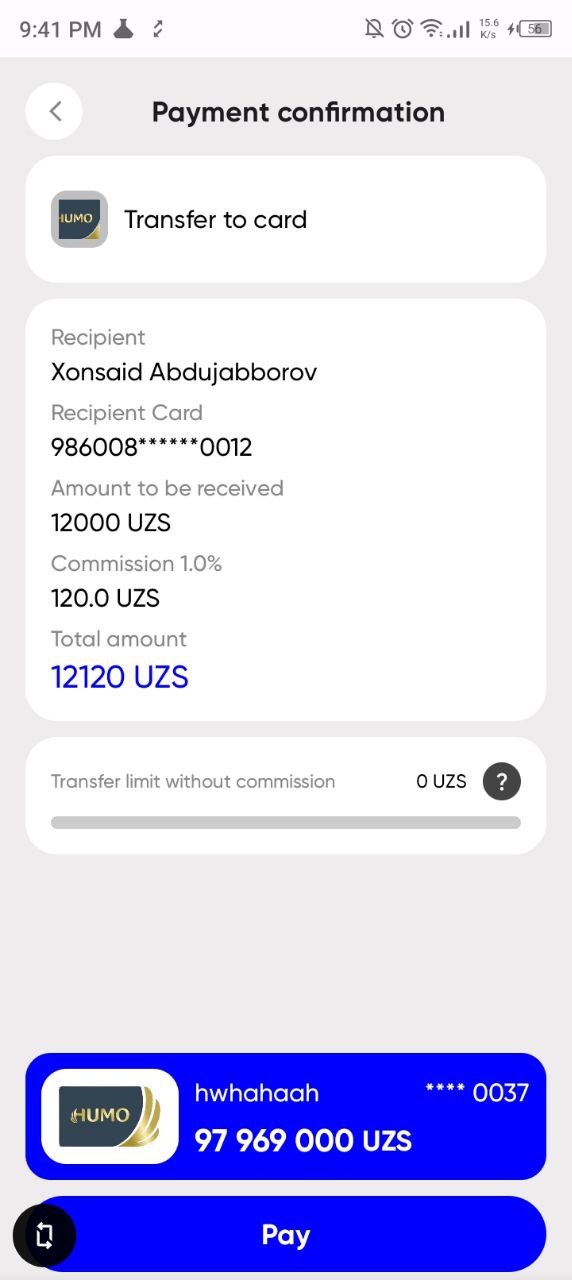 9:41 PM
15.6
K/s
56
Payment confirmation
HUMO
Transfer to card
Recipient
Xonsaid Abdujabborov
Recipient Card
986008******0012
Amount to be received
12000 UZS
Commission 1.0%
120.0 UZS
Total amount
12120 UZS
Transfer limit without commission
0 UZS
?
HUMO
hwhahaah
**** 0037
97 969 000 UZS
Pay